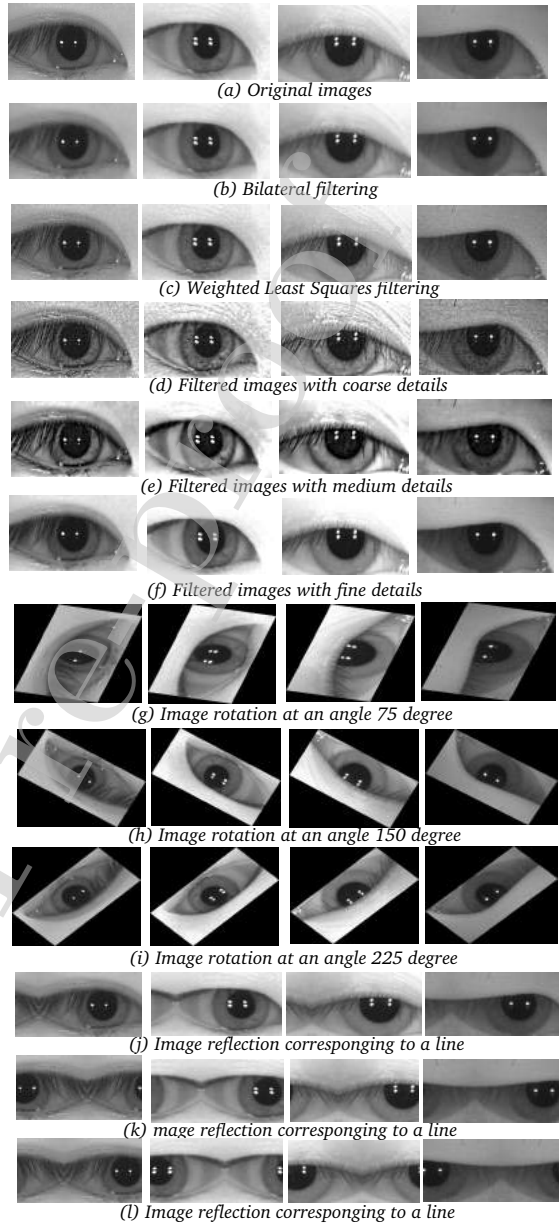 (a) Original images
(b) Bilateral filtering
(c) Weighted Least Squares filtering
(d) Filtered images with coarse details
(e) Filtered images with medium details
(f) Filtered images with fine details
(g) Image rotation at an angle 75 degree
(h) Image rotation at an angle 150 degree
(i) Image rotation at an angle 225 degree
(j) Image reflection corresponging to a line
(k) mage reflection corresponging to a line
(l) Image reflection corresponging to a line